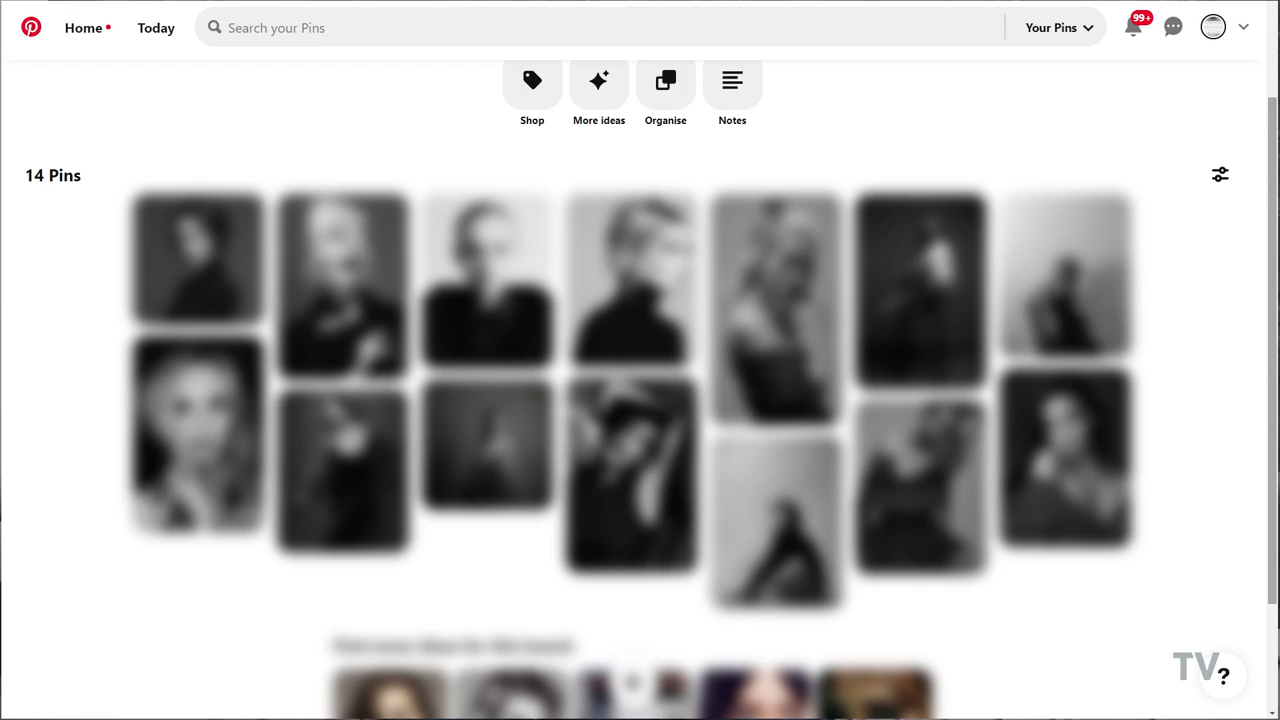 Home
Today
Search your Pins
Your Pins
99+
Shop
More ideas
Organise
Notes
14 Pins
TV
?